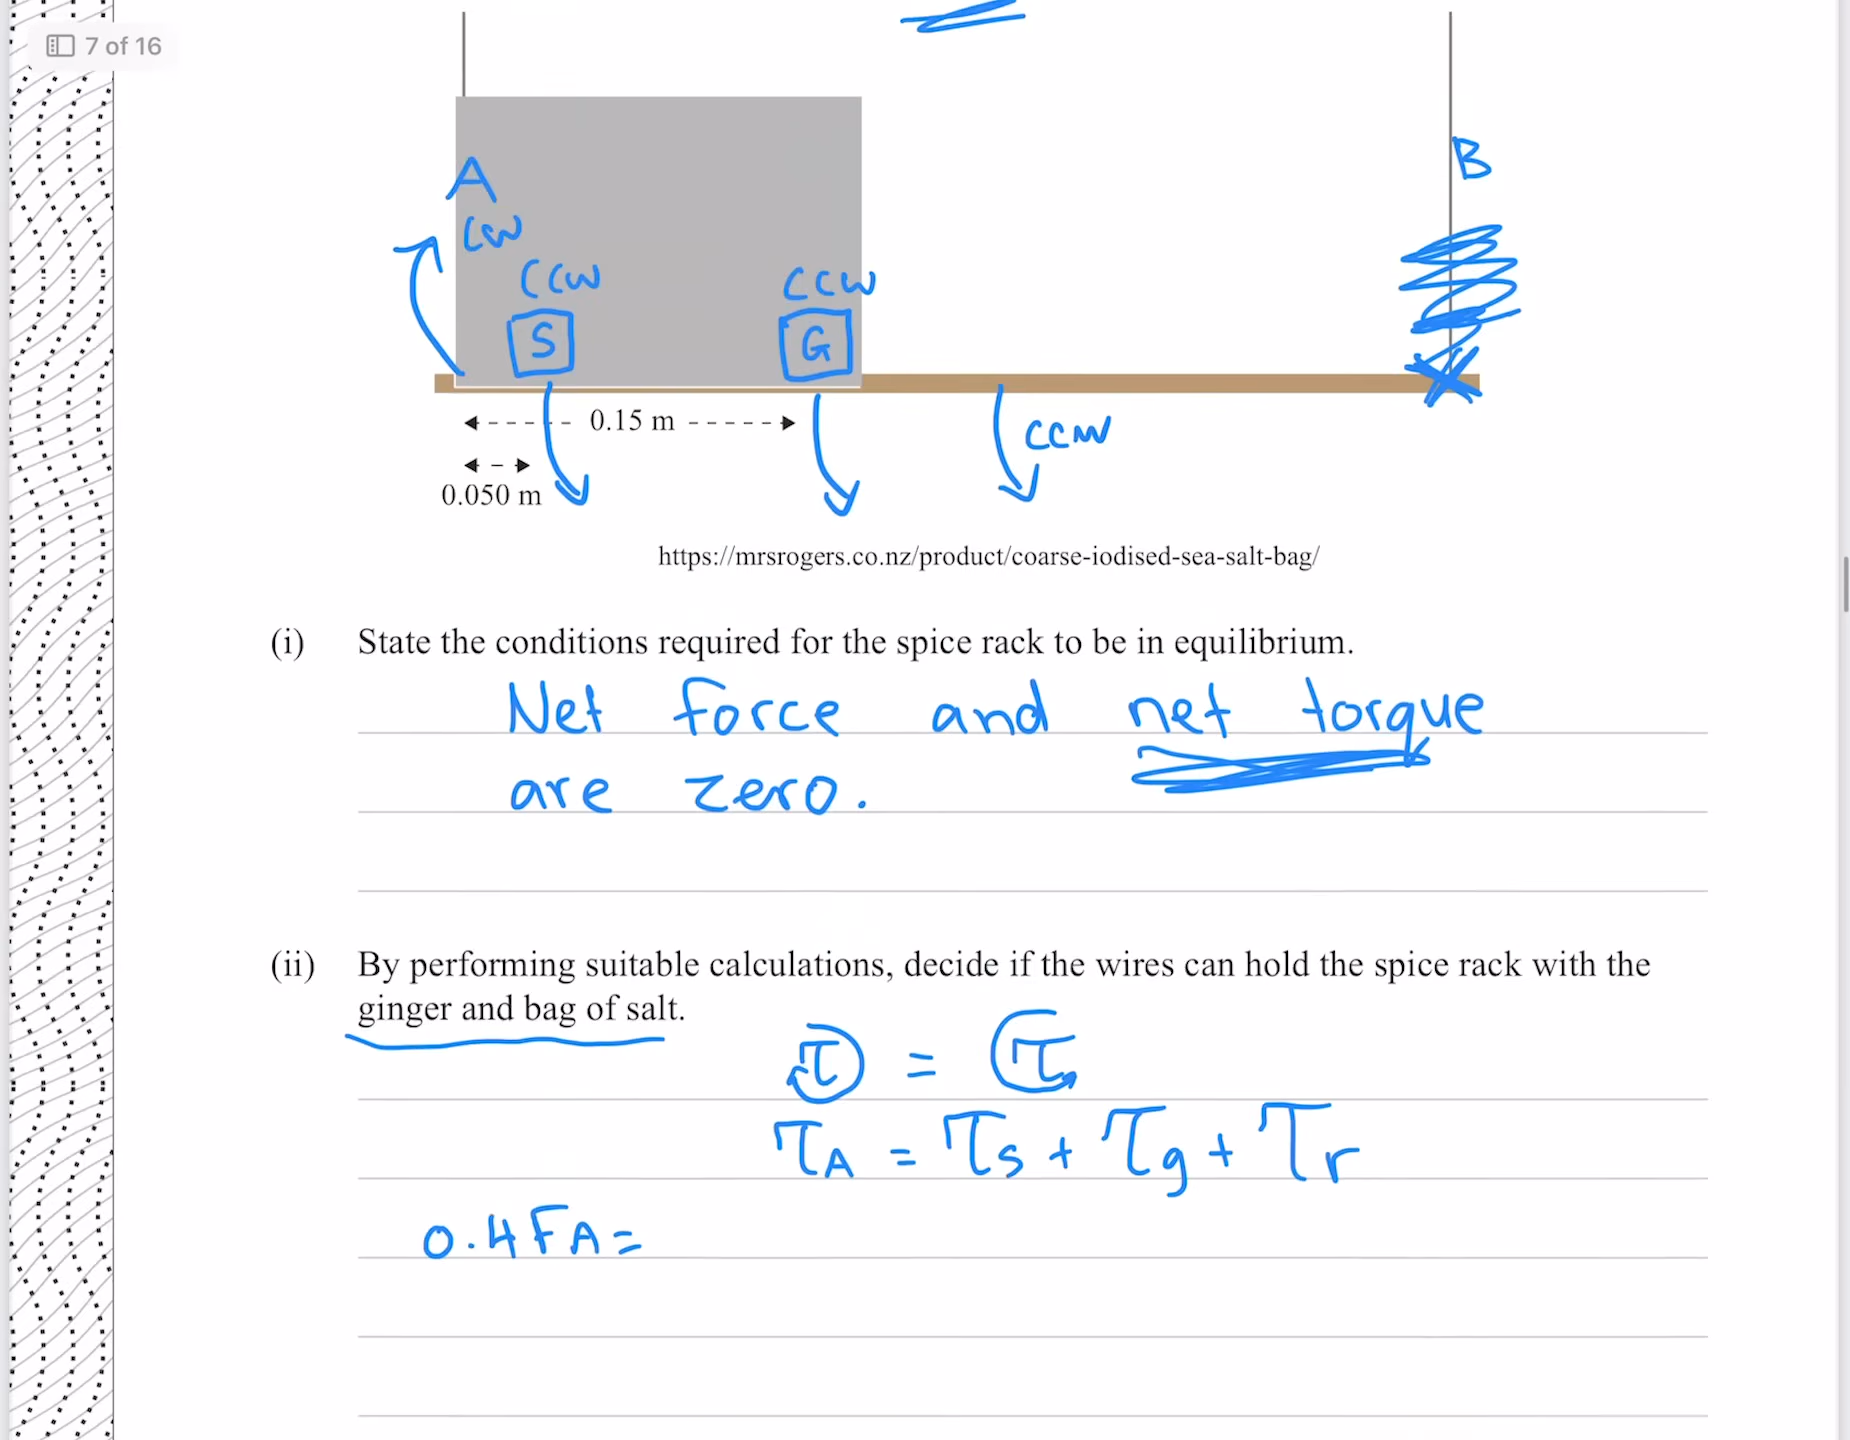 7 of 16
A
CW
B
CCW
CCW
S
G
0.15 m
CCW
0.050 m
https://mrsrogers.co.nz/product/coarse-iodised-sea-salt-bag/
(i) State the conditions required for the spice rack to be in equilibrium.
Net force and net torque
are zero.
(ii) By performing suitable calculations, decide if the wires can hold the spice rack with the
ginger and bag of salt.
τ = τ
τA = τs + τg + τr
0.4FA =